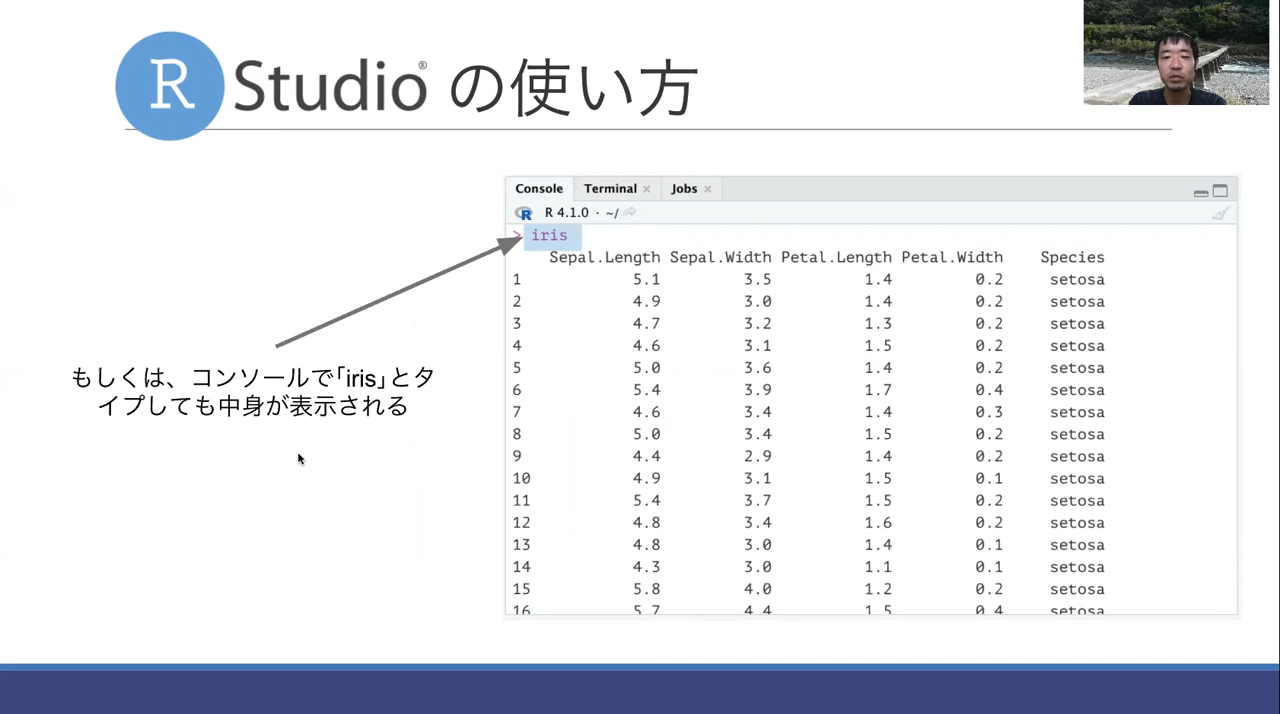 R Studio® の使い方
Console Terminal × Jobs ×
R R 4.1.0 · ~/
> iris
Sepal.Length Sepal.Width Petal.Length Petal.Width Species
1 5.1 3.5 1.4 0.2 setosa
2 4.9 3.0 1.4 0.2 setosa
3 4.7 3.2 1.3 0.2 setosa
4 4.6 3.1 1.5 0.2 setosa
5 5.0 3.6 1.4 0.2 setosa
6 5.4 3.9 1.7 0.4 setosa
7 4.6 3.4 1.4 0.3 setosa
8 5.0 3.4 1.5 0.2 setosa
9 4.4 2.9 1.4 0.2 setosa
10 4.9 3.1 1.5 0.1 setosa
11 5.4 3.7 1.5 0.2 setosa
12 4.8 3.4 1.6 0.2 setosa
13 4.8 3.0 1.4 0.1 setosa
14 4.3 3.0 1.1 0.1 setosa
15 5.8 4.0 1.2 0.2 setosa
16 5.7 4.4 1.5 0.4 setosa
もしくは、コンソールで「iris」とタ
イプしても中身が表示される